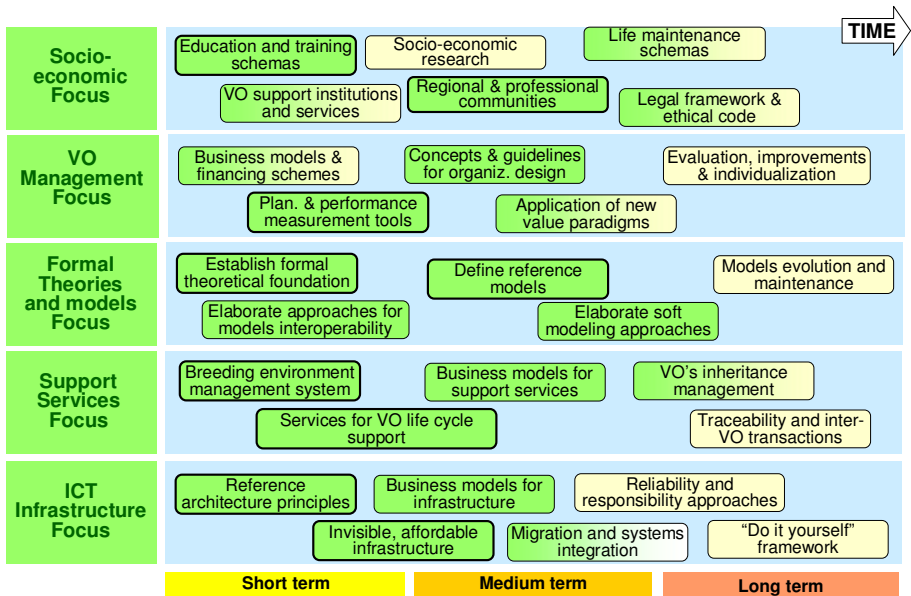 TIME
Socio-
economic
Focus
Education and training
schemas
Socio-economic
research
Life maintenance
schemas
VO support institutions
and services
Regional & professional
communities
Legal framework &
ethical code
VO
Management
Focus
Business models &
financing schemes
Concepts & guidelines
for organiz. design
Evaluation, improvements
& individualization
Plan. & performance
measurement tools
Application of new
value paradigms
Formal
Theories
and models
Focus
Establish formal
theoretical foundation
Define reference
models
Models evolution and
maintenance
Elaborate approaches for
models interoperability
Elaborate soft
modeling approaches
Support
Services
Focus
Breeding environment
management system
Business models for
support services
VO's inheritance
management
Services for VO life cycle
support
Traceability and inter-
VO transactions
ICT
Infrastructure
Focus
Reference
architecture principles
Business models for
infrastructure
Reliability and
responsibility approaches
Invisible, affordable
infrastructure
Migration and systems
integration
“Do it yourself”
framework
Short term
Medium term
Long term